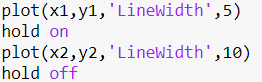 plot(x1,y1,'LineWidth',5)
hold on
plot(x2,y2,'LineWidth',10)
hold off